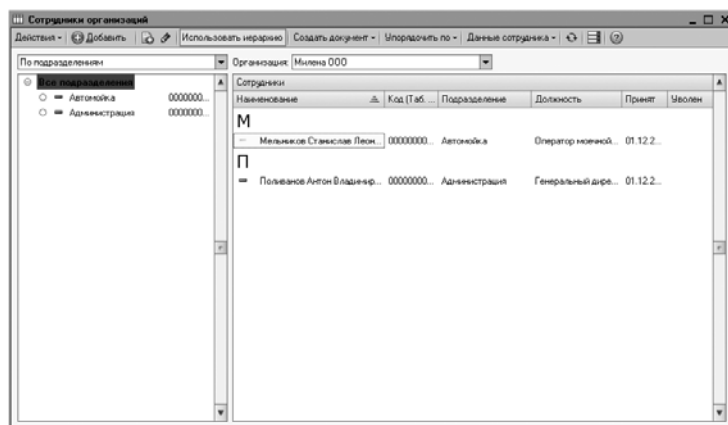 Сотрудники организаций
Действия Добавить Использовать иерархию Создать документ Упорядочить по Данные сотрудника
По подразделениям Организация: Милена ООО
Все подразделения
Автомойка 0000000...
Администрация 0000000...
Сотрудники
Наименование Код (Таб. ... Подразделение Должность Принят Уволен
М
Мельников Станислав Леон... 00000000... Автомойка Оператор моечной... 01.12.2...
П
Поливанов Антон Владимир... 00000000... Администрация Генеральный дире... 01.12.2...